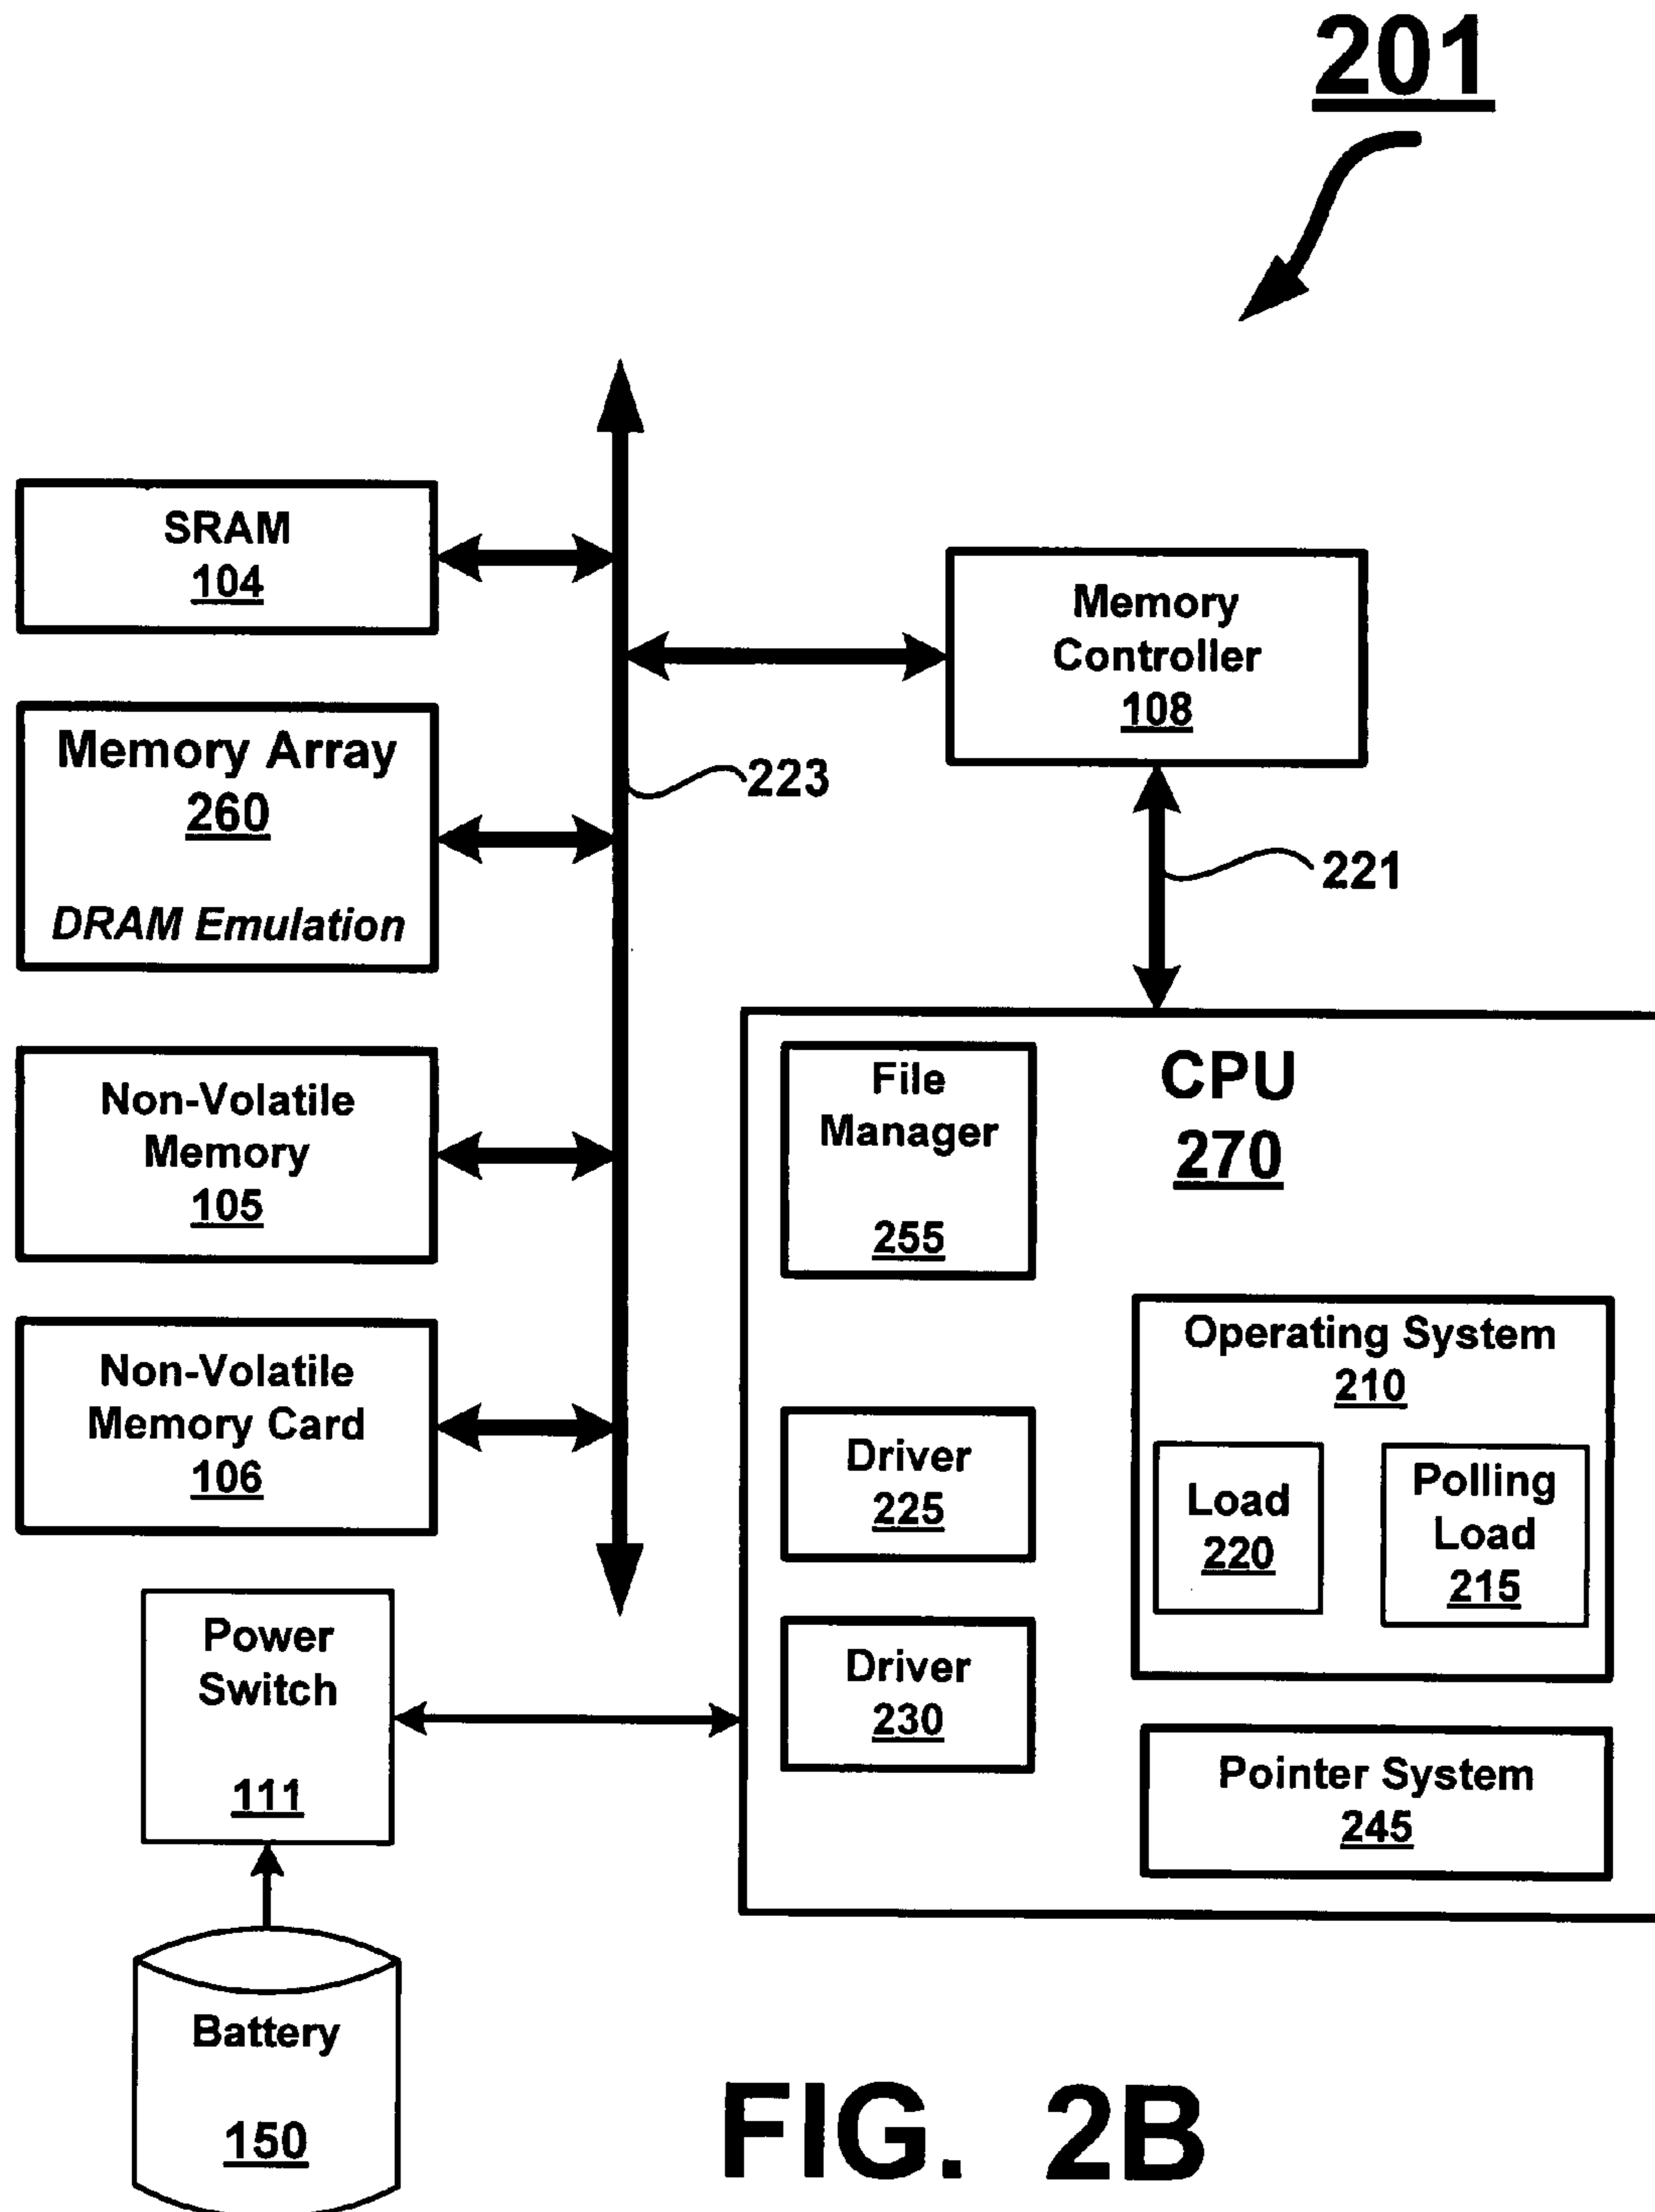 201
SRAM
104
Memory
Controller
108
Memory Array
260
DRAM Emulation
223
221
Non-Volatile
Memory
105
Non-Volatile
Memory Card
106
CPU
270
File
Manager
255
Operating System
210
Load
220
Polling
Load
215
Driver
225
Driver
230
Pointer System
245
Power
Switch
111
Battery
150
FIG. 2B